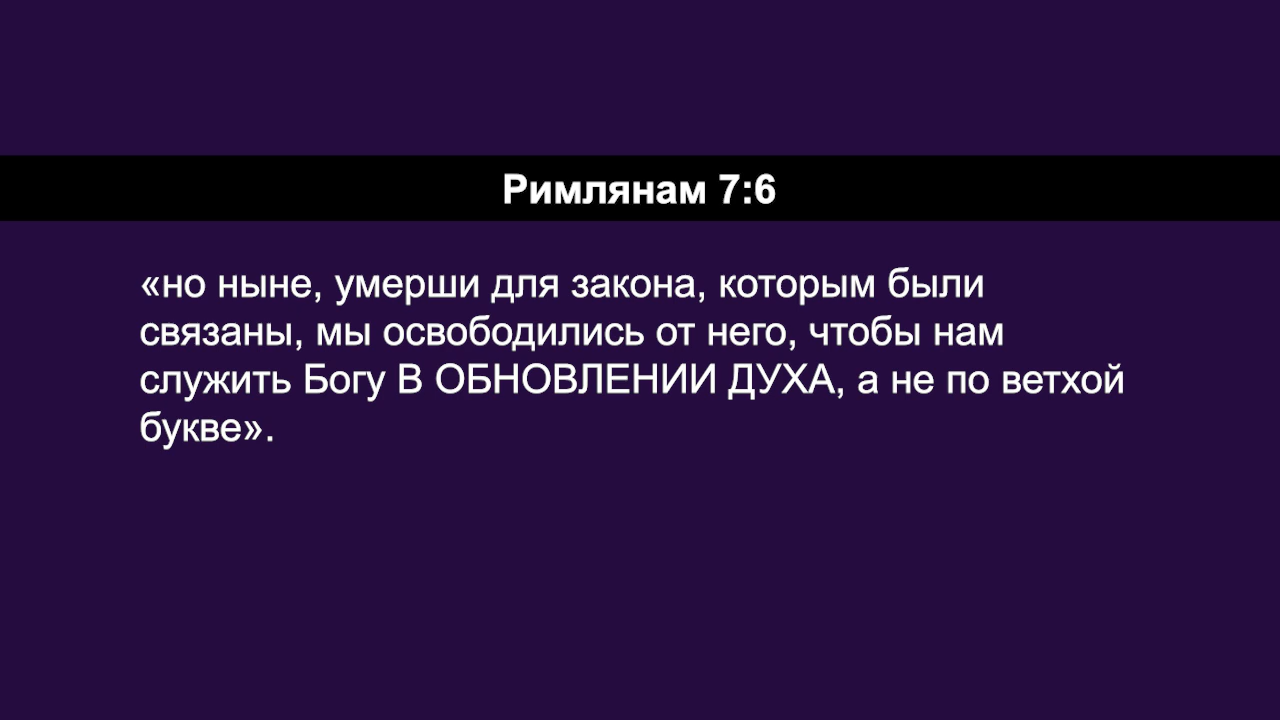 Римлянам 7:6
«но ныне, умерши для закона, которым были
связаны, мы освободились от него, чтобы нам
служить Богу В ОБНОВЛЕНИИ ДУХА, а не по ветхой
букве».